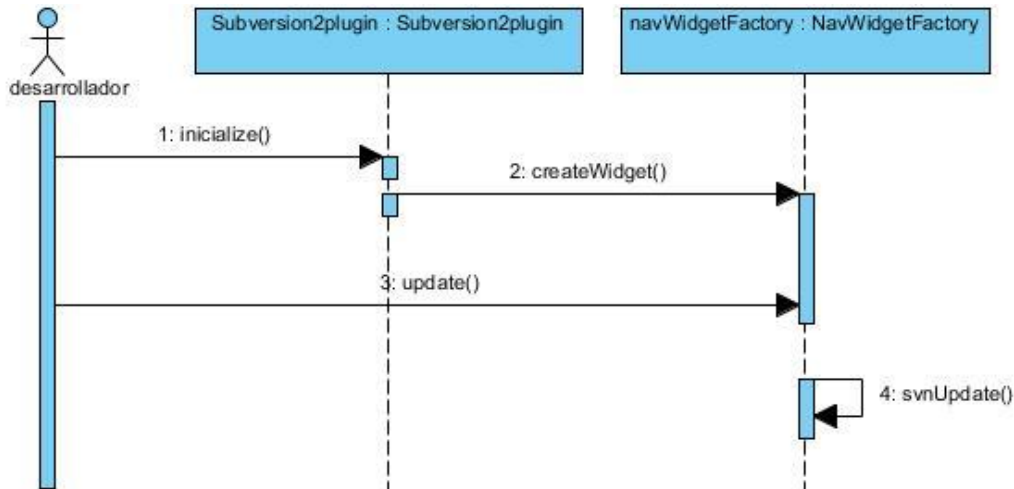 Subversion2plugin : Subversion2plugin
navWidgetFactory : NavWidgetFactory
desarrollador
1: inicialize()
2: createWidget()
3: update()
4: svnUpdate()